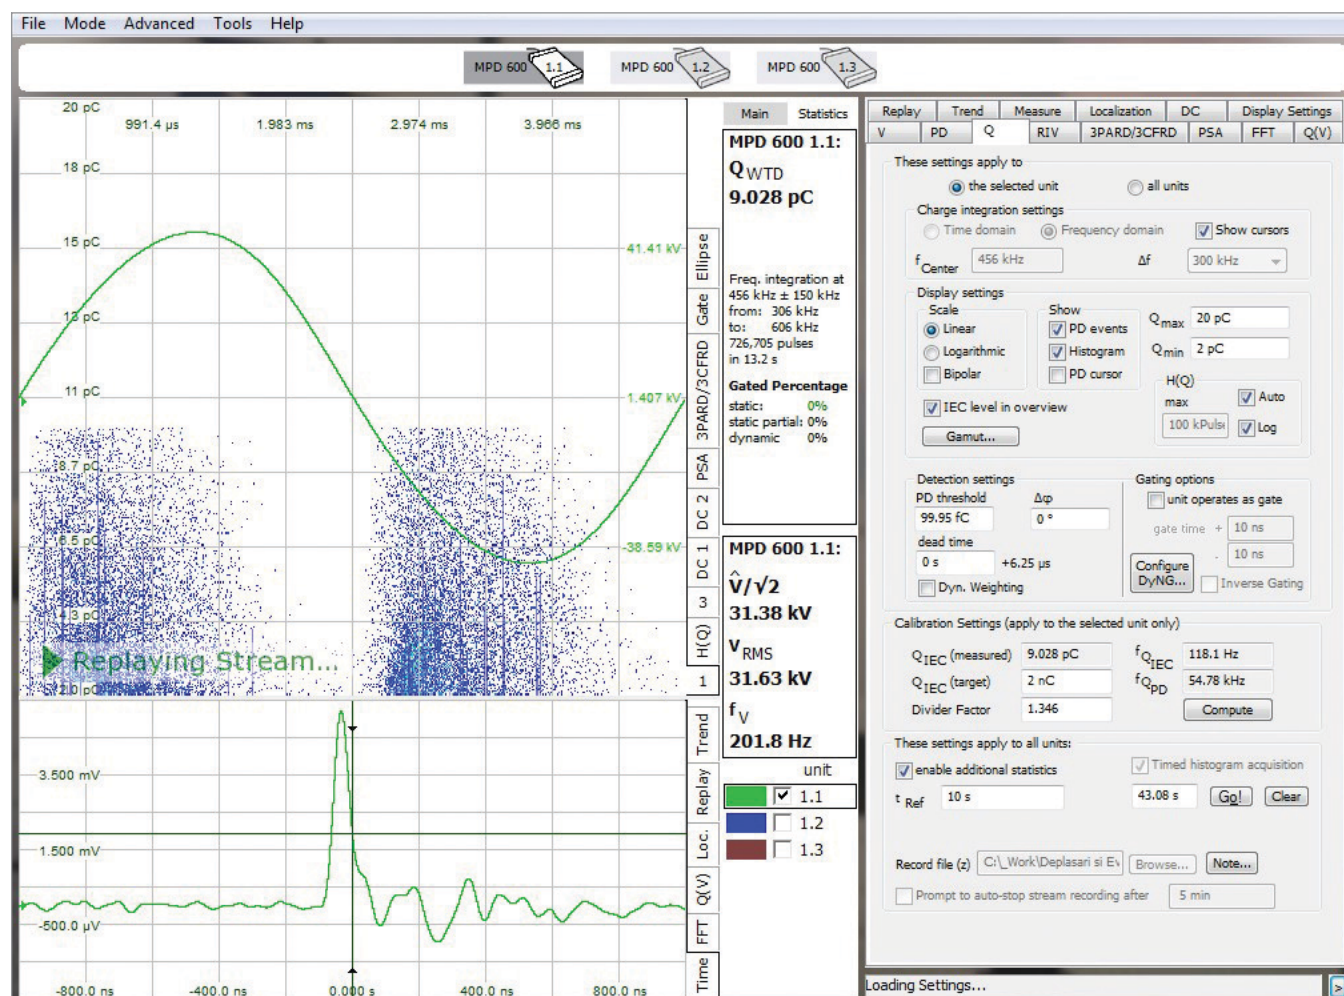 File Mode Advanced Tools Help
MPD 600 1.1 MPD 600 1.2 MPD 600 1.3
20 pC
991.4 µs 1.983 ms 2.974 ms 3.966 ms
18 pC
15 pC 41.41 kV
13 pC
11 pC 1.407 kV
8.7 pC
6.5 pC -38.59 kV
4.3 pC
Replaying Stream...
2.0 pC
3.500 mV
1.500 mV
-500.0 µV
-800.0 ns -400.0 ns 0.000 s 400.0 ns 800.0 ns
Ellipse
Gate
3PARD/3CFRD
PSA
DC 2
DC 1
3
H(Q)
1
Trend
Replay
Loc.
Q(V)
FFT
Time
Main Statistics
MPD 600 1.1:
Q WTD
9.028 pC
Freq. integration at
456 kHz ± 150 kHz
from: 306 kHz
to: 606 kHz
726,705 pulses
in 13.2 s
Gated Percentage
static: 0%
static partial: 0%
dynamic 0%
MPD 600 1.1:
V̂/√2
31.38 kV
V RMS
31.63 kV
f V
201.8 Hz
unit
1.1
1.2
1.3
Replay Trend Measure Localization DC Display Settings
V PD Q RIV 3PARD/3CFRD PSA FFT Q(V)
These settings apply to
the selected unit all units
Charge integration settings
Time domain Frequency domain Show cursors
f Center 456 kHz Δf 300 kHz
Display settings
Scale Show
Linear PD events Qmax 20 pC
Logarithmic Histogram Qmin 2 pC
Bipolar PD cursor H(Q)
max Auto
IEC level in overview
100 kPuls Log
Gamut...
Detection settings Gating options
PD threshold Δφ unit operates as gate
99.95 fC 0 ° gate time + 10 ns
dead time - 10 ns
0 s +6.25 µs Configure DyNG...
Dyn. Weighting Inverse Gating
Calibration Settings (apply to the selected unit only)
QIEC (measured) 9.028 pC fQIEC 118.1 Hz
QIEC (target) 2 nC fQPD 54.78 kHz
Divider Factor 1.346 Compute
These settings apply to all units:
enable additional statistics Timed histogram acquisition
t Ref 10 s 43.08 s Go! Clear
Record file (z) C:\_Work\Deplasari si Ev Browse... Note...
Prompt to auto-stop stream recording after 5 min
Loading Settings... >